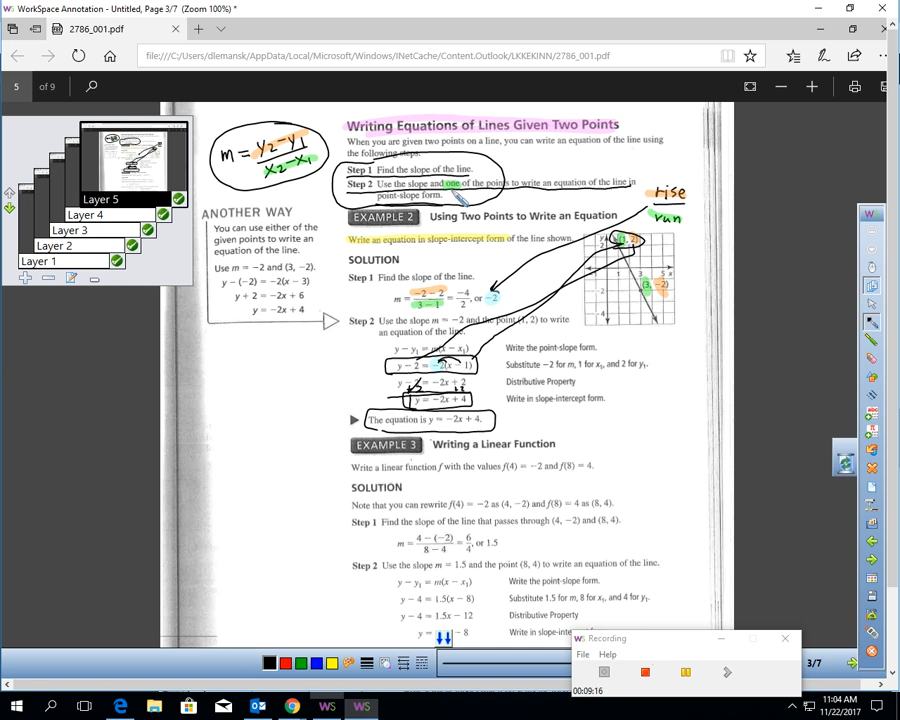 WorkSpace Annotation - Untitled, Page 3/7 (Zoom 100%) *
2786_001.pdf
file:///C:/Users/dlemansk/AppData/Local/Microsoft/Windows/INetCache/Content.Outlook/LKKEKINN/2786_001.pdf
5 of 9
Layer 5
Layer 4
Layer 3
Layer 2
Layer 1
m = y2-y1
x2-x1
Writing Equations of Lines Given Two Points
When you are given two points on a line, you can write an equation of the line using
the following steps.
Step 1 Find the slope of the line.
Step 2 Use the slope and one of the points to write an equation of the line in
point-slope form.
rise
run
ANOTHER WAY
You can use either of the
given points to write an
equation of the line.
Use m = −2 and (3, −2).
y − (−2) = −2(x − 3)
y + 2 = −2x + 6
y = −2x + 4
EXAMPLE 2 Using Two Points to Write an Equation
Write an equation in slope-intercept form of the line shown.
SOLUTION
Step 1 Find the slope of the line.
m = −2 − 2 / 3 − 1 = −4 / 2, or −2
Step 2 Use the slope m = −2 and the point (1, 2) to write
an equation of the line.
y − y1 = m(x − x1) Write the point-slope form.
y − 2 = −2(x − 1) Substitute −2 for m, 1 for x1, and 2 for y1.
y − 2 = −2x + 2 Distributive Property
+2 +2
y = −2x + 4 Write in slope-intercept form.
The equation is y = −2x + 4.
y
(1, 2)
2
1 3 5 x
(3, −2)
−2
−4
EXAMPLE 3 Writing a Linear Function
Write a linear function f with the values f(4) = −2 and f(8) = 4.
SOLUTION
Note that you can rewrite f(4) = −2 as (4, −2) and f(8) = 4 as (8, 4).
Step 1 Find the slope of the line that passes through (4, −2) and (8, 4).
m = 4 − (−2) / 8 − 4 = 6 / 4, or 1.5
Step 2 Use the slope m = 1.5 and the point (8, 4) to write an equation of the line.
y − y1 = m(x − x1) Write the point-slope form.
y − 4 = 1.5(x − 8) Substitute 1.5 for m, 8 for x1, and 4 for y1.
y − 4 = 1.5x − 12 Distributive Property
y = − 8 Write in slope-inte
Recording
File Help
00:09:16
3/7
11:04 AM
11/22/2017